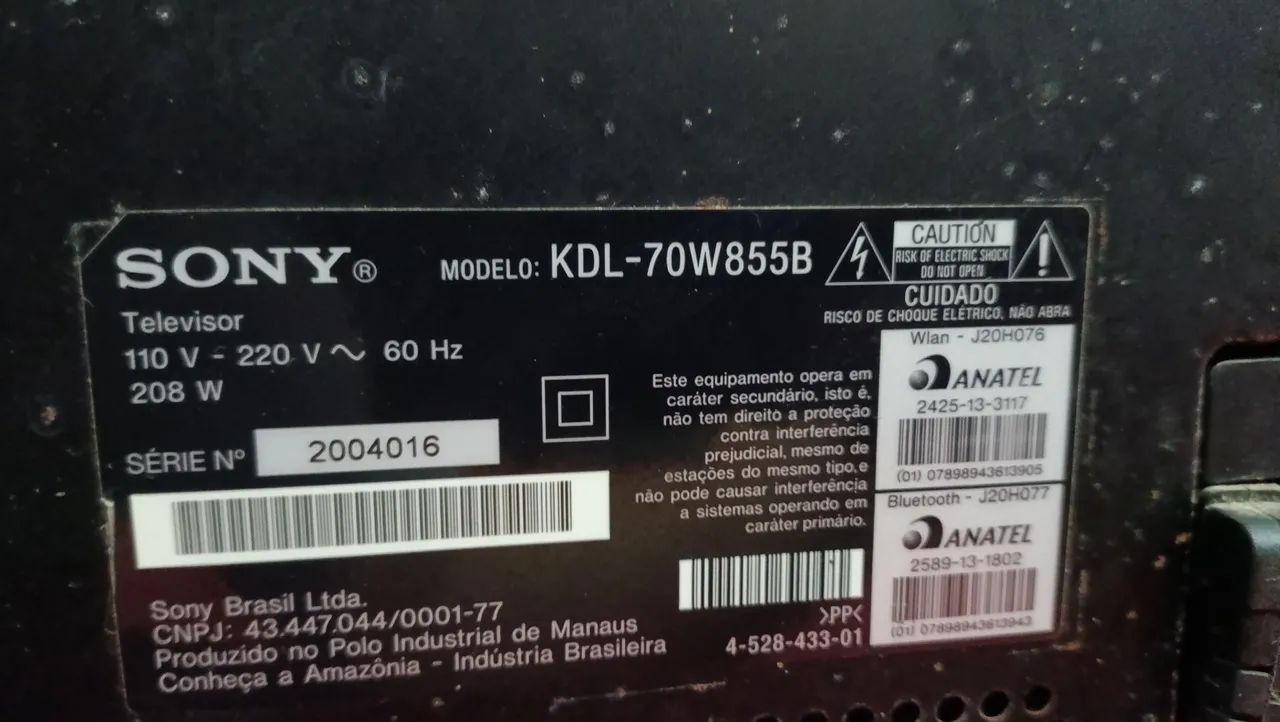 SONY®
MODELO: KDL-70W855B
CAUTION
RISK OF ELECTRIC SHOCK
DO NOT OPEN
CUIDADO
RISCO DE CHOQUE ELÉTRICO, NÃO ABRA
Televisor
110 V - 220 V ~ 60 Hz
208 W
SÉRIE Nº 2004016
Este equipamento opera em
caráter secundário, isto é,
não tem direito a proteção
contra interferência
prejudicial, mesmo de
estações do mesmo tipo, e
não pode causar interferência
a sistemas operando em
caráter primário.
Wlan - J20H076
ANATEL
2425-13-3117
(01) 07898943613905
Bluetooth - J20H077
ANATEL
2589-13-1802
(01) 07898943613943
>PP<
4-528-433-01
Sony Brasil Ltda.
CNPJ: 43.447.044/0001-77
Produzido no Polo Industrial de Manaus
Conheça a Amazônia - Indústria Brasileira